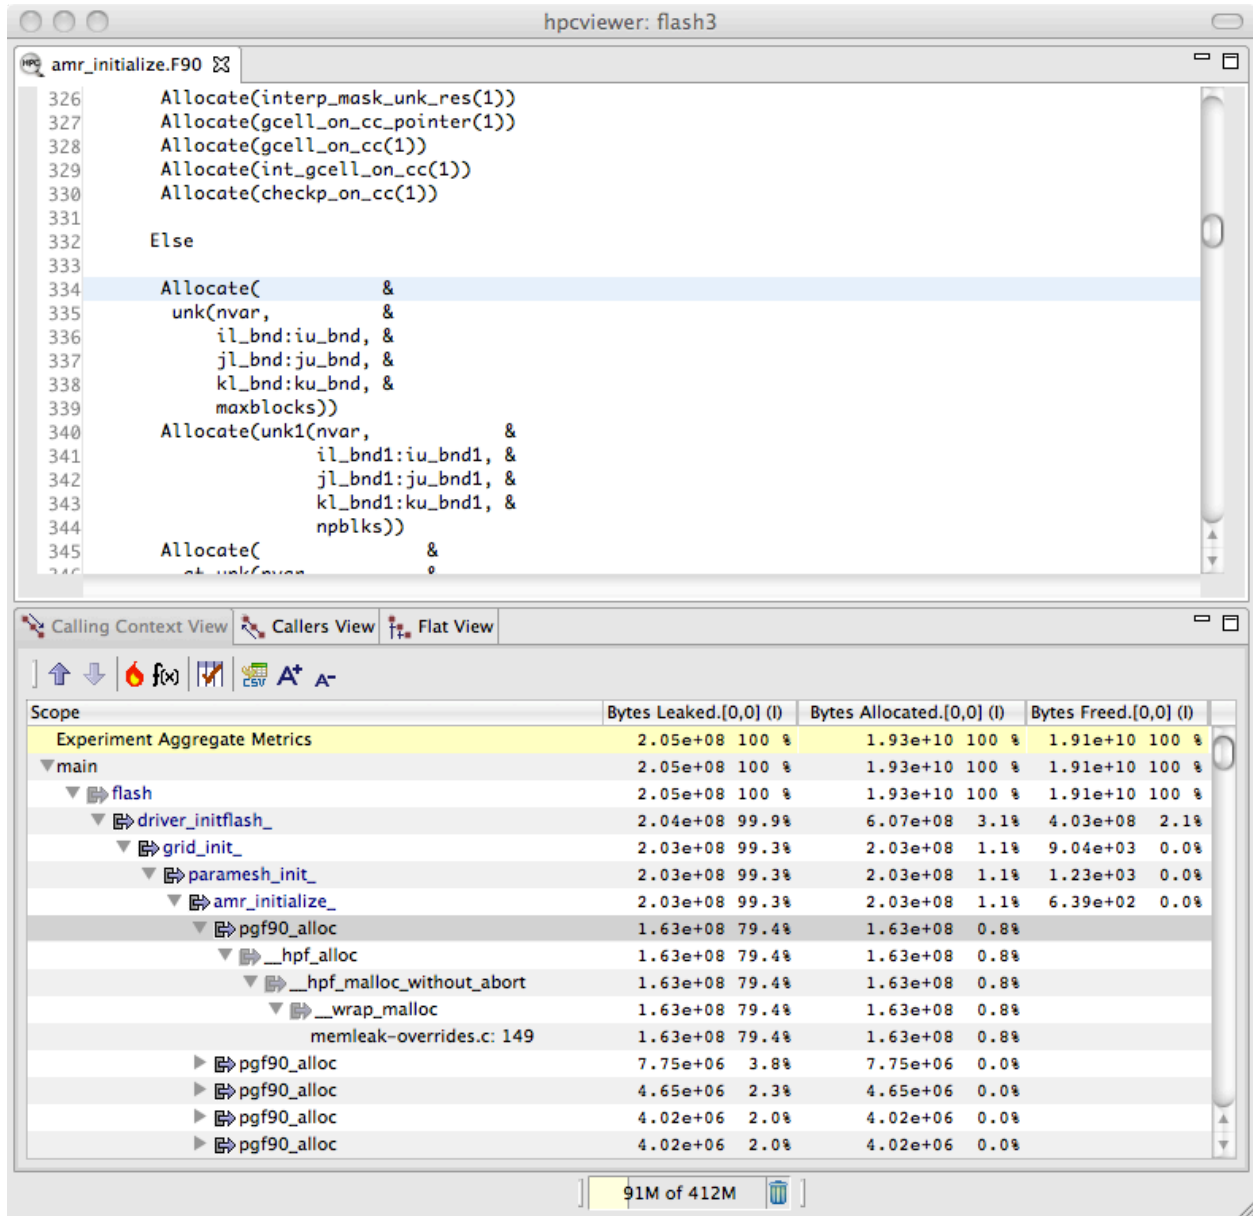 hpcviewer: flash3
HPC amr_initialize.F90
326 Allocate(interp_mask_unk_res(1))
327 Allocate(gcell_on_cc_pointer(1))
328 Allocate(gcell_on_cc(1))
329 Allocate(int_gcell_on_cc(1))
330 Allocate(checkp_on_cc(1))
331
332 Else
333
334 Allocate( &
335 unk(nvar, &
336 il_bnd:iu_bnd, &
337 jl_bnd:ju_bnd, &
338 kl_bnd:ku_bnd, &
339 maxblocks))
340 Allocate(unk1(nvar, &
341 il_bnd1:iu_bnd1, &
342 jl_bnd1:ju_bnd1, &
343 kl_bnd1:ku_bnd1, &
344 npblks))
345 Allocate( &
Calling Context View Callers View Flat View
f(x) CSV A+ A-
Scope Bytes Leaked.[0,0] (I) Bytes Allocated.[0,0] (I) Bytes Freed.[0,0] (I)
Experiment Aggregate Metrics 2.05e+08 100 % 1.93e+10 100 % 1.91e+10 100 %
main 2.05e+08 100 % 1.93e+10 100 % 1.91e+10 100 %
flash 2.05e+08 100 % 1.93e+10 100 % 1.91e+10 100 %
driver_initflash_ 2.04e+08 99.9% 6.07e+08 3.1% 4.03e+08 2.1%
grid_init_ 2.03e+08 99.3% 2.03e+08 1.1% 9.04e+03 0.0%
paramesh_init_ 2.03e+08 99.3% 2.03e+08 1.1% 1.23e+03 0.0%
amr_initialize_ 2.03e+08 99.3% 2.03e+08 1.1% 6.39e+02 0.0%
pgf90_alloc 1.63e+08 79.4% 1.63e+08 0.8%
__hpf_alloc 1.63e+08 79.4% 1.63e+08 0.8%
__hpf_malloc_without_abort 1.63e+08 79.4% 1.63e+08 0.8%
__wrap_malloc 1.63e+08 79.4% 1.63e+08 0.8%
memleak-overrides.c: 149 1.63e+08 79.4% 1.63e+08 0.8%
pgf90_alloc 7.75e+06 3.8% 7.75e+06 0.0%
pgf90_alloc 4.65e+06 2.3% 4.65e+06 0.0%
pgf90_alloc 4.02e+06 2.0% 4.02e+06 0.0%
pgf90_alloc 4.02e+06 2.0% 4.02e+06 0.0%
91M of 412M